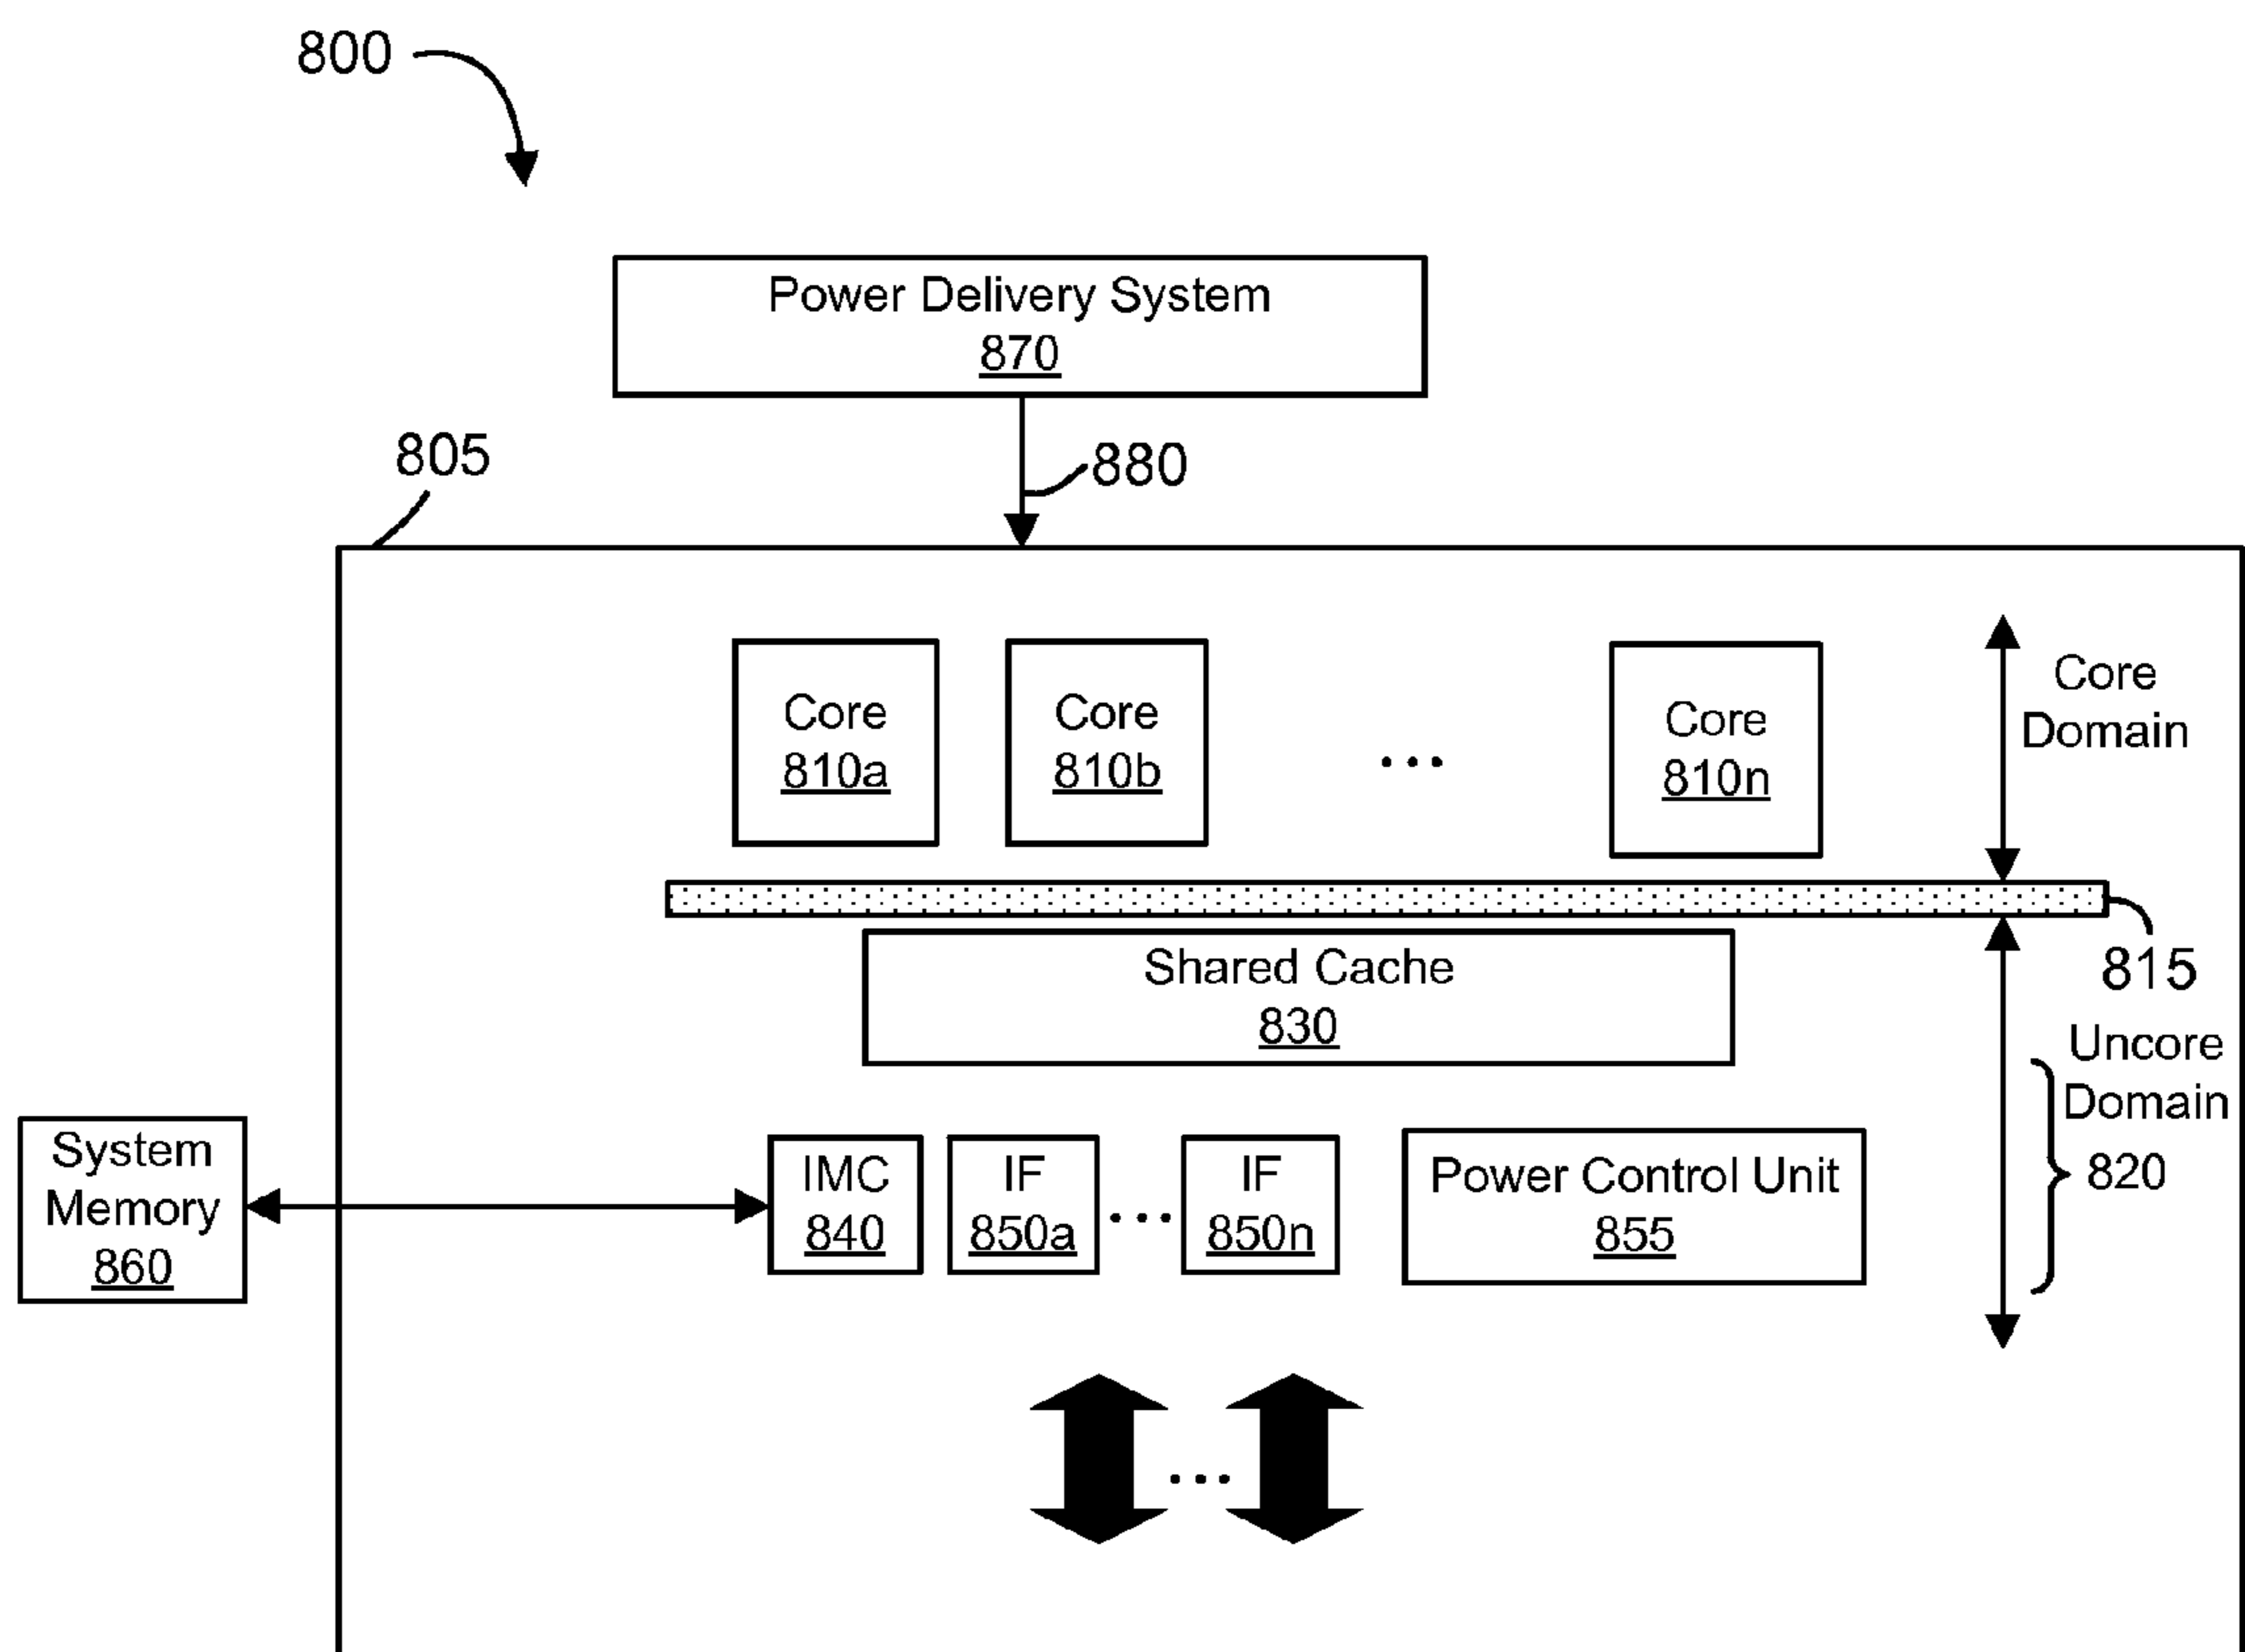 800
Power Delivery System
870
805
880
Core
810a
Core
810b
...
Core
810n
Core
Domain
815
Shared Cache
830
Uncore
Domain
820
System
Memory
860
IMC
840
IF
850a
...
IF
850n
Power Control Unit
855
...